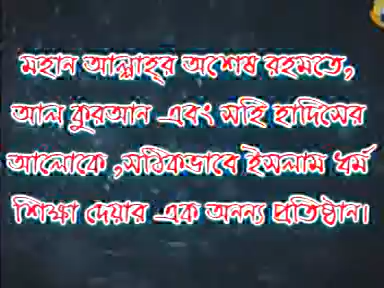 মহান আল্লাহ্‌র অশেষ রহমতে,
আল কুরআন এবং সহি হাদিসের
আলোকে ,সঠিকভাবে ইসলাম ধর্ম
শিক্ষা দেয়ার এক অনন্য প্রতিষ্ঠান।